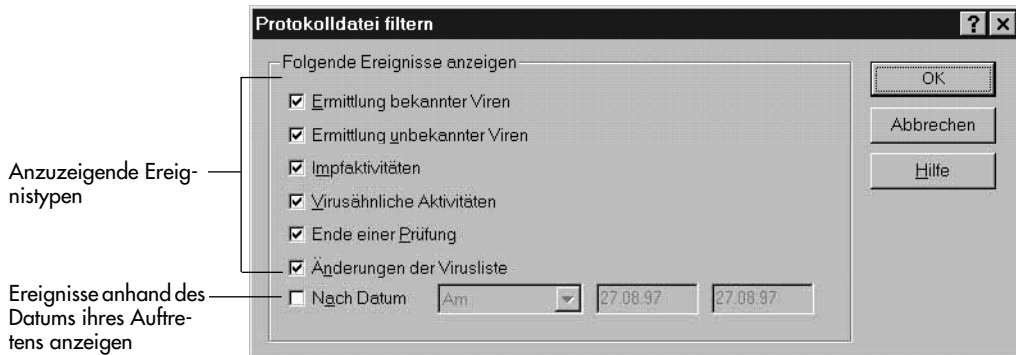 Protokolldatei filtern
Folgende Ereignisse anzeigen
Ermittlung bekannter Viren
Ermittlung unbekannter Viren
Impfaktivitäten
Virusähnliche Aktivitäten
Ende einer Prüfung
Änderungen der Virusliste
Nach Datum Am 27.08.97 27.08.97
OK
Abbrechen
Hilfe
Anzuzeigende Ereig-
nistypen
Ereignisse anhand des
Datums ihres Auftre-
tens anzeigen